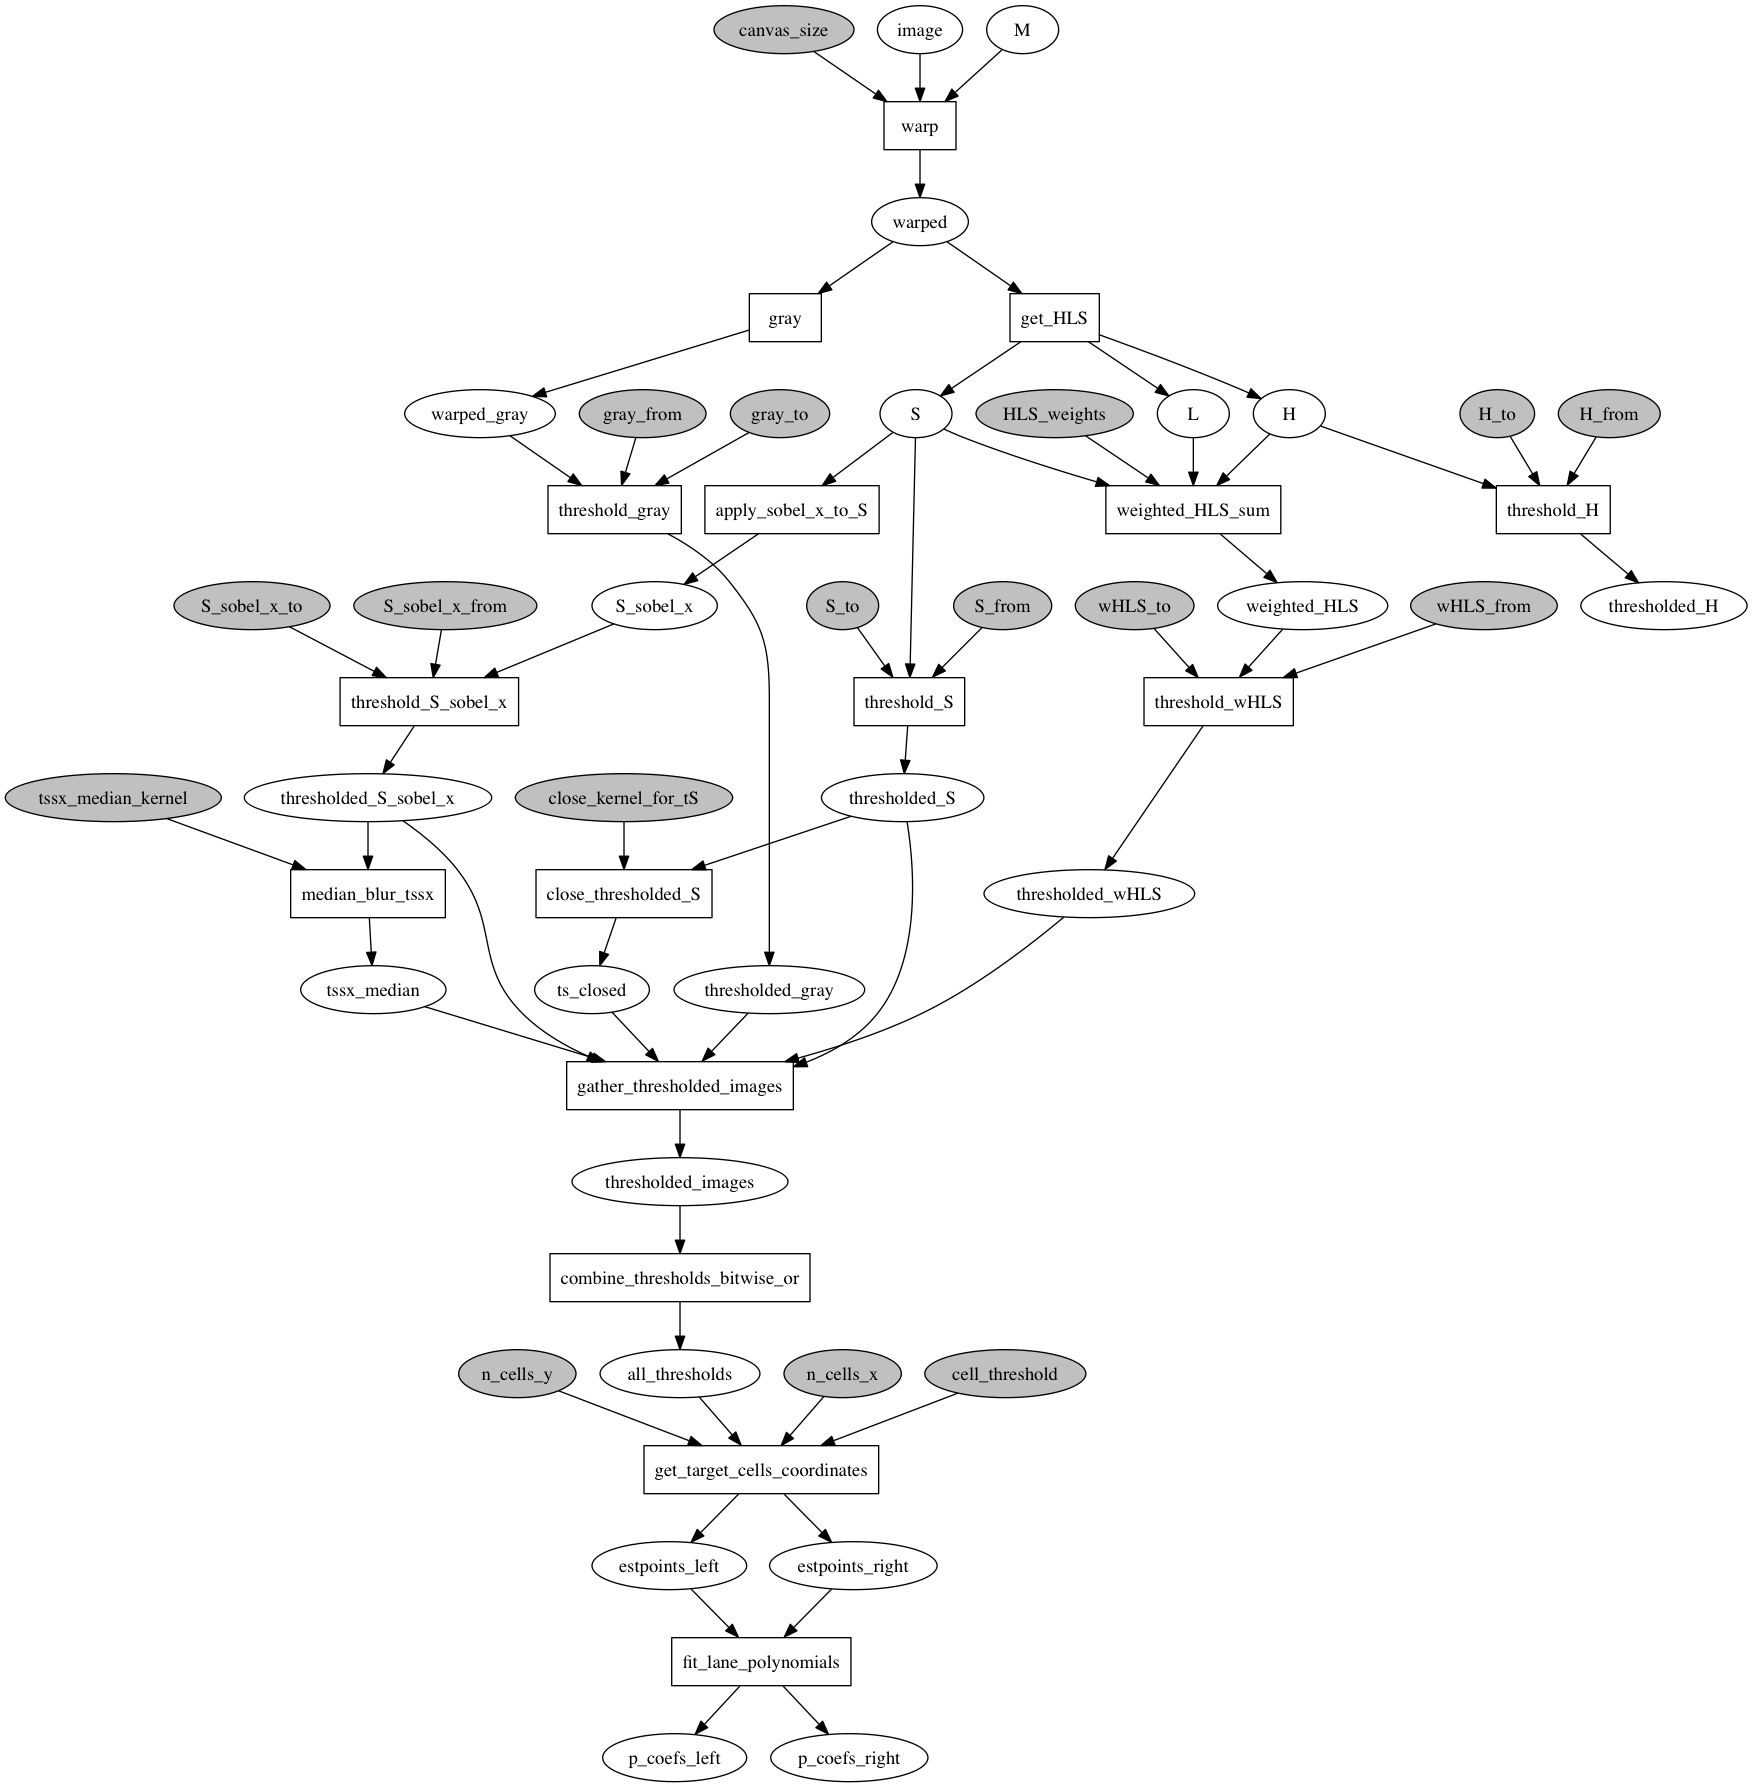 canvas_size
image
M
warp
warped
gray
get_HLS
warped_gray
gray_from
gray_to
S
HLS_weights
L
H
H_to
H_from
threshold_gray
apply_sobel_x_to_S
weighted_HLS_sum
threshold_H
S_sobel_x_to
S_sobel_x_from
S_sobel_x
S_to
S_from
wHLS_to
weighted_HLS
wHLS_from
thresholded_H
threshold_S_sobel_x
threshold_S
threshold_wHLS
tssx_median_kernel
thresholded_S_sobel_x
close_kernel_for_tS
thresholded_S
median_blur_tssx
close_thresholded_S
thresholded_wHLS
tssx_median
ts_closed
thresholded_gray
gather_thresholded_images
thresholded_images
combine_thresholds_bitwise_or
n_cells_y
all_thresholds
n_cells_x
cell_threshold
get_target_cells_coordinates
estpoints_left
estpoints_right
fit_lane_polynomials
p_coefs_left
p_coefs_right